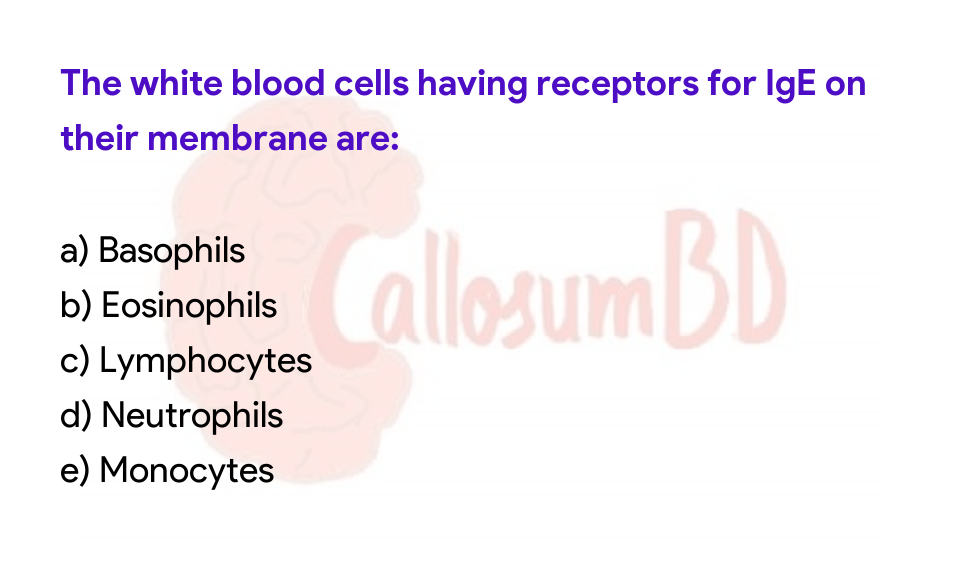 The white blood cells having receptors for IgE on
their membrane are:
a) Basophils
b) Eosinophils
CallosumBD
c) Lymphocytes
d) Neutrophils
e) Monocytes